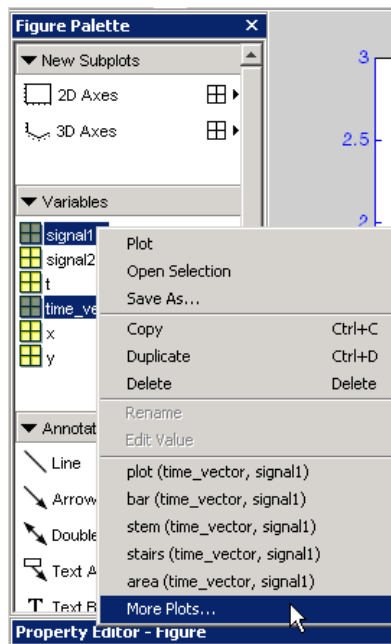 Figure Palette
New Subplots
2D Axes
3D Axes
Variables
signal1
signal2
t
time_ve
x
y
Annotat
Line
Arrow
Double
Text A
T Text B
Plot
Open Selection
Save As...
Copy Ctrl+C
Duplicate Ctrl+D
Delete Delete
Rename
Edit Value
plot (time_vector, signal1)
bar (time_vector, signal1)
stem (time_vector, signal1)
stairs (time_vector, signal1)
area (time_vector, signal1)
More Plots...
Property Editor - Figure
3
2.5
2